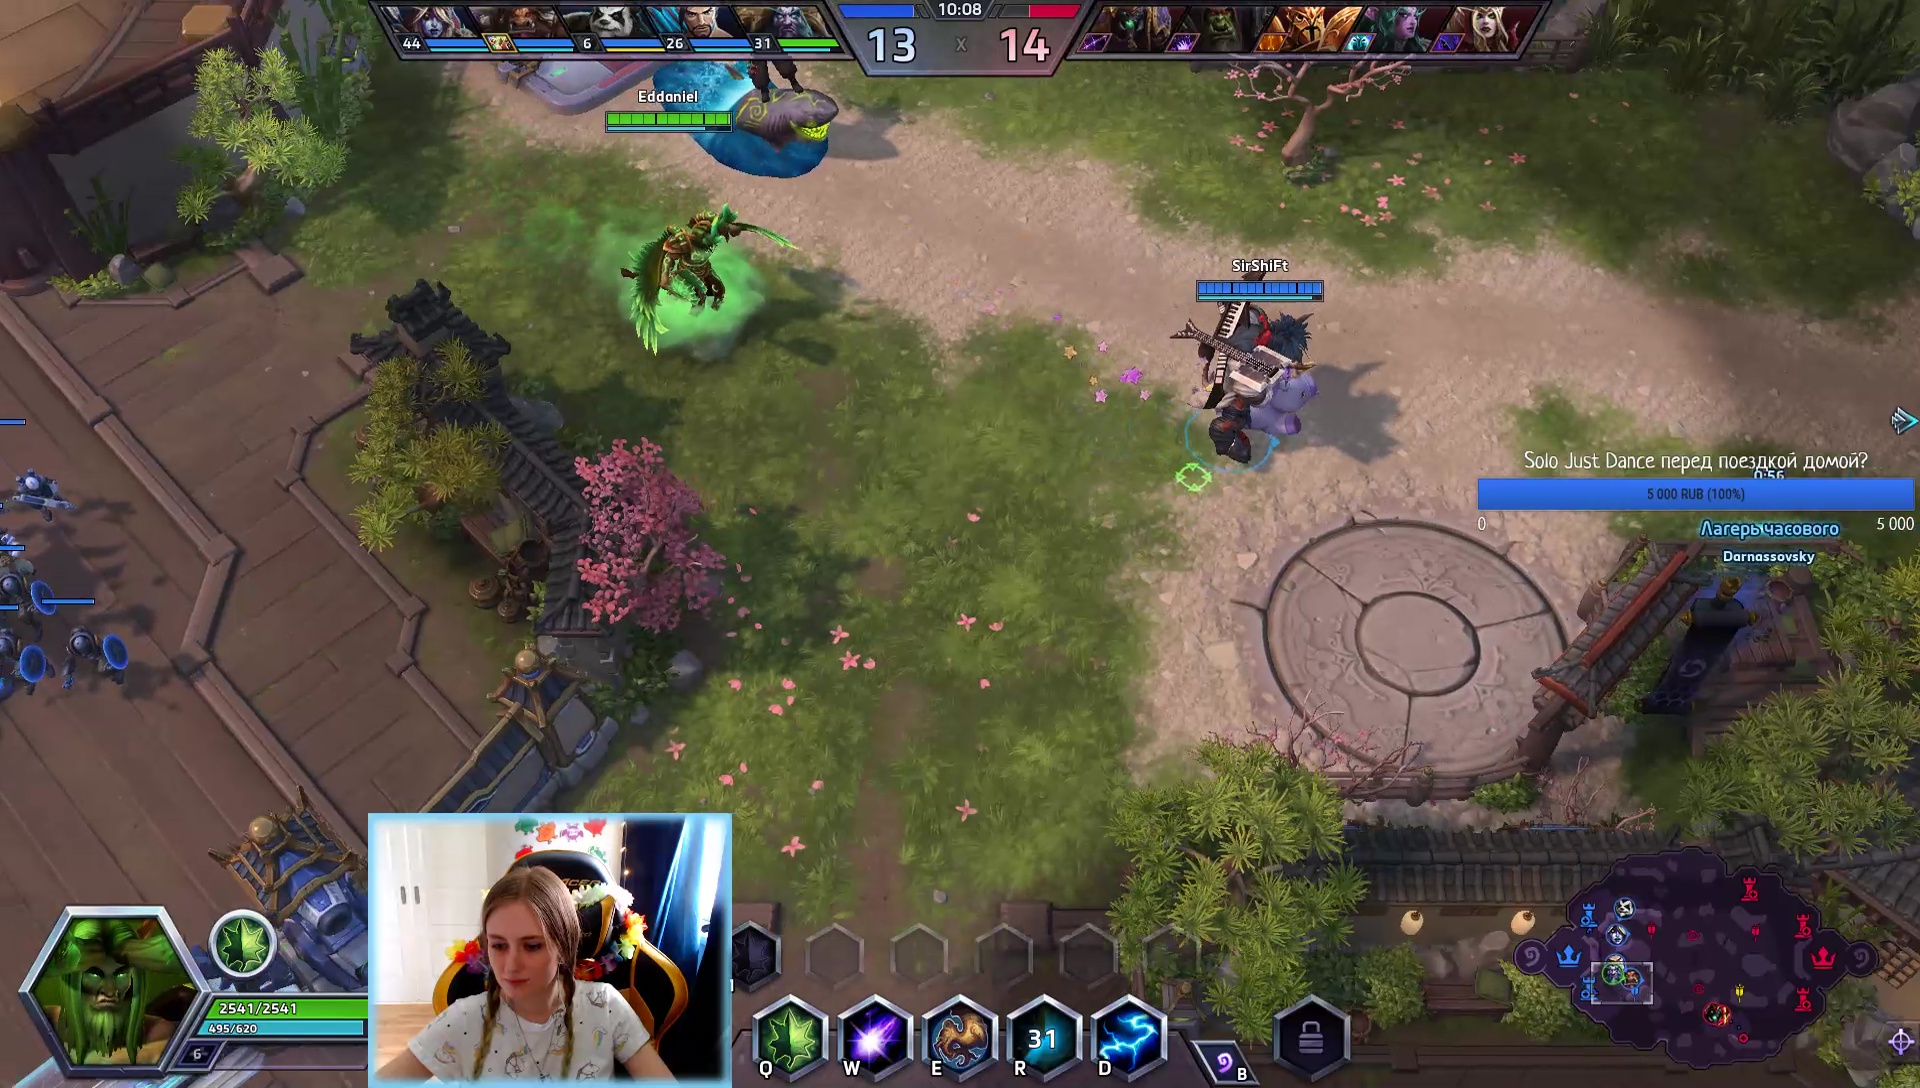 44
6
26
31
13
10:08
x
14
Eddaniel
SirShiFt
Solo Just Dance перед поездкой домой?
0:56
5 000 RUB (100%)
0
5 000
Лагерь часового
Darnassovsky
2541/2541
495/620
6
31
Q
W
E
R
D
B